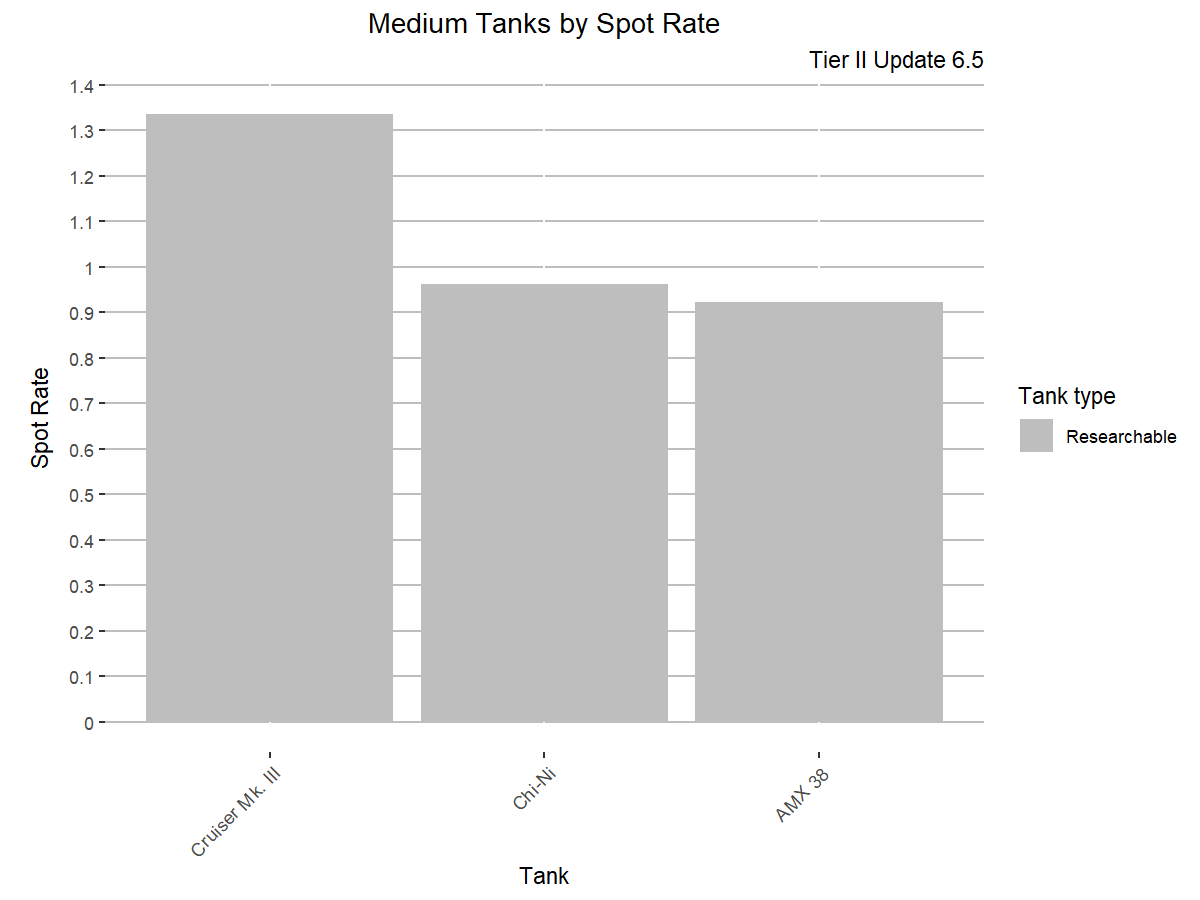 Medium Tanks by Spot Rate
Tier II Update 6.5
1.4
1.3
1.2
1.1
1
0.9
0.8
0.7
0.6
0.5
0.4
0.3
0.2
0.1
0
Spot Rate
Cruiser Mk. III
Chi-Ni
AMX 38
Tank
Tank type
Researchable